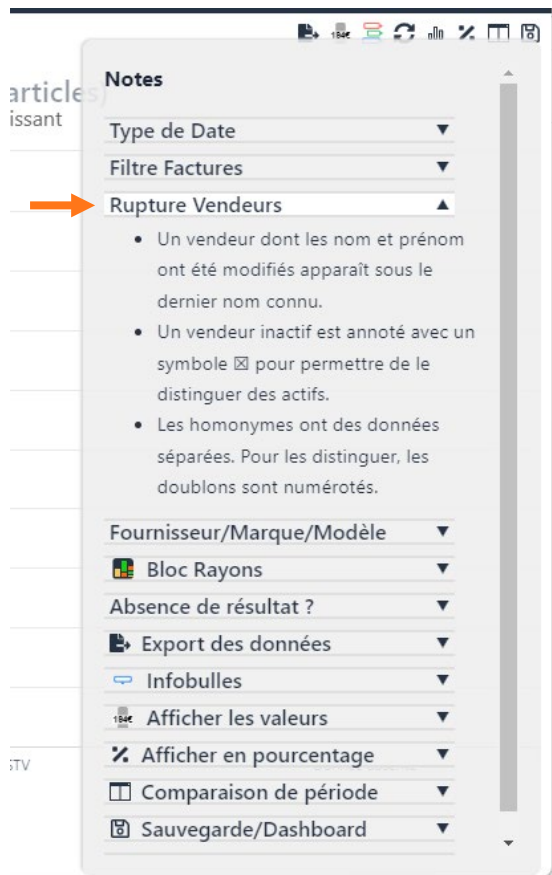 184€
articles)
issant
Notes
Type de Date ▼
Filtre Factures ▼
Rupture Vendeurs ▲
• Un vendeur dont les nom et prénom
ont été modifiés apparaît sous le
dernier nom connu.
• Un vendeur inactif est annoté avec un
symbole ☒ pour permettre de le
distinguer des actifs.
• Les homonymes ont des données
séparées. Pour les distinguer, les
doublons sont numérotés.
Fournisseur/Marque/Modèle ▼
Bloc Rayons ▼
Absence de résultat ? ▼
Export des données ▼
Infobulles ▼
184€ Afficher les valeurs ▼
Afficher en pourcentage ▼
STV
Comparaison de période ▼
Sauvegarde/Dashboard ▼